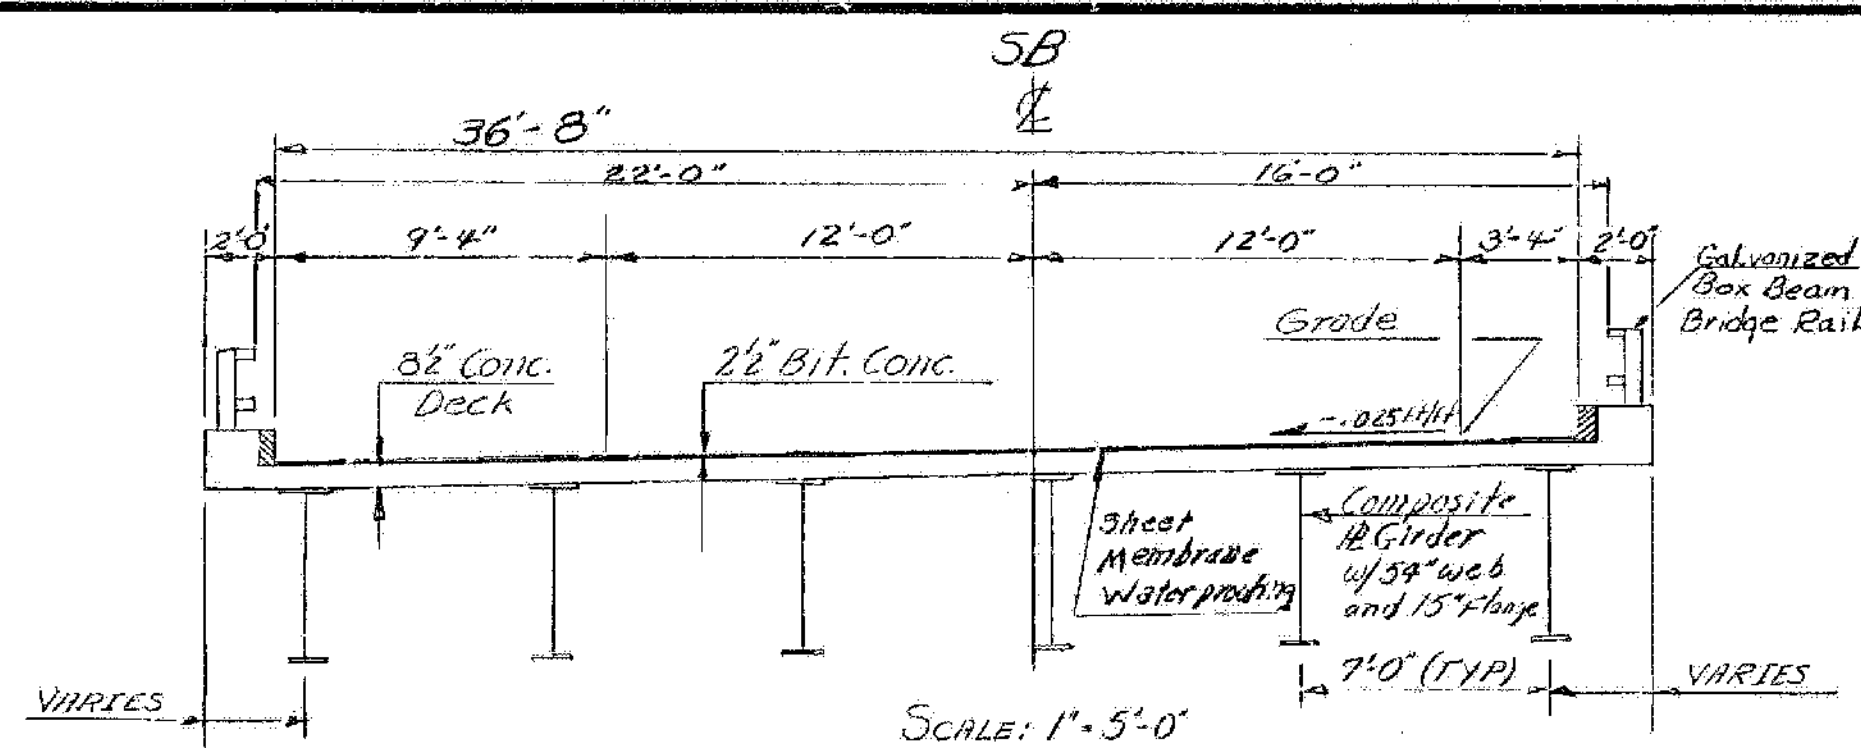 SB
℄
36'-8"
22'-0"
16'-0"
2'-0"
9'-4"
12'-0"
12'-0"
3'-4"
2'-0"
Galvanized
Box Beam
Bridge Rail
Grade
8½" Conc.
Deck
2½" Bit. Conc.
-.025 ft/ft
Sheet
Membrane
Waterproofing
Composite
℄ Girder
w/54" web
and 15" Flange
7'-0" (TYP)
VARIES
VARIES
SCALE: 1" = 5'-0"